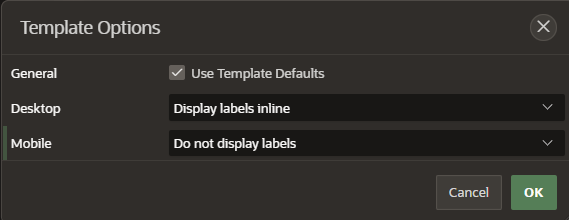 Template Options
General
Use Template Defaults
Desktop
Display labels inline
Mobile
Do not display labels
Cancel
OK